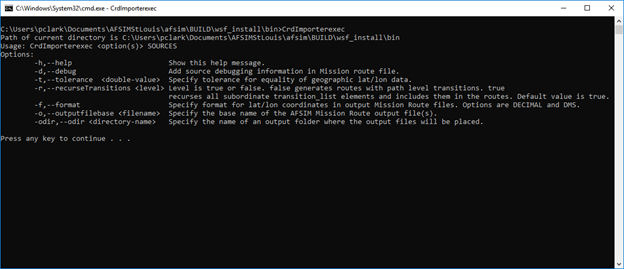 C:\Windows\System32\cmd.exe - CrdImporterexec
C:\Users\pclark\Documents\AFSIMStLouis\afsim\BUILD\wsf_install\bin>CrdImporterexec
Path of current directory is C:\Users\pclark\Documents\AFSIMStLouis\afsim\BUILD\wsf_install\bin
Usage: CrdImporterexec <option(s)> SOURCES
Options:
-h,--help Show this help message.
-d,--debug Add source debugging information in Mission route file.
-t,--tolerance <double-value> Specify tolerance for equality of geographic lat/lon data.
-r,--recurseTransitions <level> Level is true or false. false generates routes with path level transitions. true
recurses all subordinate transition_list elements and includes them in the routes. Default value is true.
-f,--format Specify format for lat/lon coordinates in output Mission Route files. Options are DECIMAL and DMS.
-o,--outputfilebase <filename> Specify the base name of the AFSIM Mission Route output file(s).
-odir,--odir <directory-name> Specify the name of an output folder where the output files will be placed.
Press any key to continue . . .